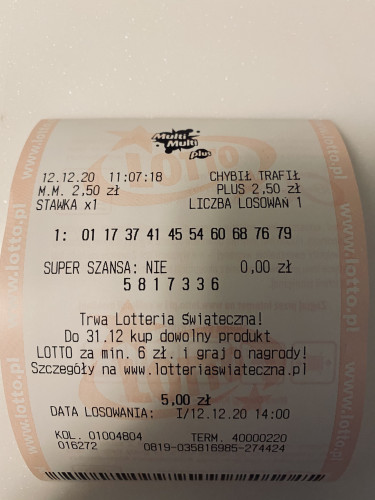 Multi
Multi
plus
12.12.20 11:07:18 CHYBIŁ TRAFIŁ
M.M. 2,50 zł PLUS 2,50 zł
STAWKA x1 LICZBA LOSOWAŃ 1
1: 01 17 37 41 45 54 60 68 76 79
SUPER SZANSA: NIE 0,00 zł
5817336
Trwa Lotteria Świąteczna!
Do 31.12 kup dowolny produkt
LOTTO za min. 6 zł. i graj o nagrody!
Szczegóły na www.lotteriaswiateczna.pl
5,00 zł
DATA LOSOWANIA: I/12.12.20 14:00
KOL. 01004804 TERM. 40000220
016272 0819-035816985-274424
www.lotto.pl
www.lotto.pl
LOTTO